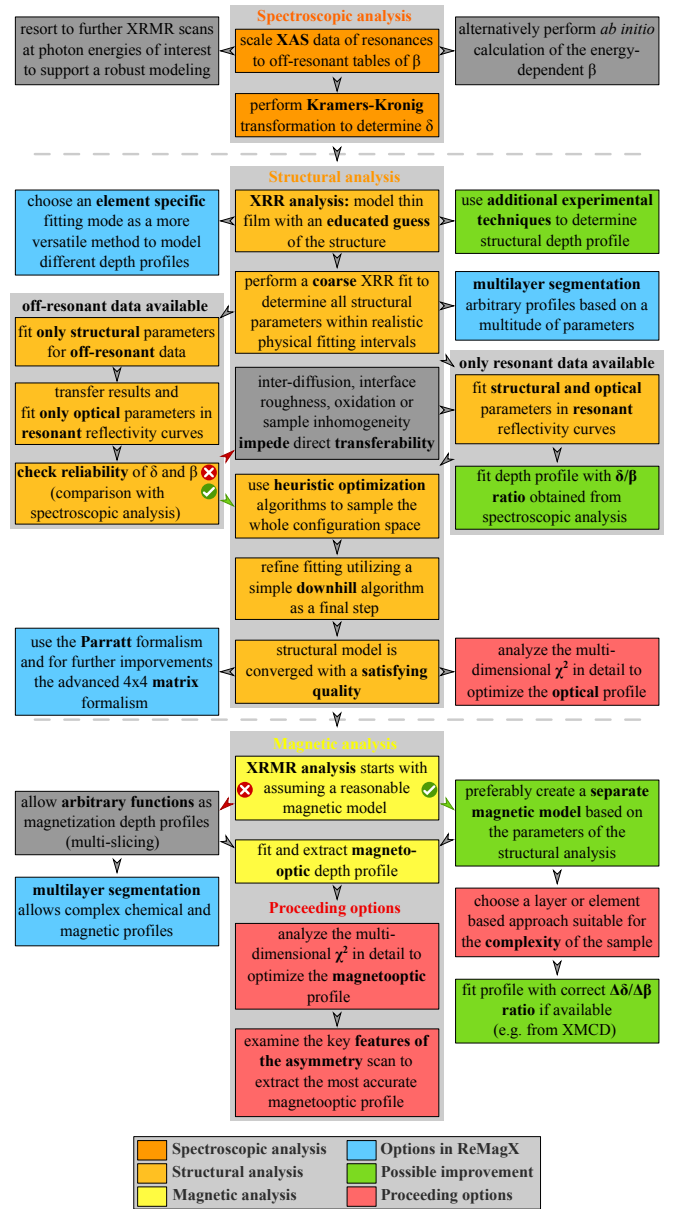 Spectroscopic analysis
resort to further XRMR scans
at photon energies of interest
to support a robust modeling
scale XAS data of resonances
to off-resonant tables of β
alternatively perform ab initio
calculation of the energy-
dependent β
perform Kramers-Kronig
transformation to determine δ
Structural analysis
choose an element specific
fitting mode as a more
versatile method to model
different depth profiles
XRR analysis: model thin
film with an educated guess
of the structure
use additional experimental
techniques to determine
structural depth profile
perform a coarse XRR fit to
determine all structural
parameters within realistic
physical fitting intervals
multilayer segmentation
arbitrary profiles based on a
multitude of parameters
off-resonant data available
fit only structural parameters
for off-resonant data
transfer results and
fit only optical parameters in
resonant reflectivity curves
check reliability of δ and β
(comparison with
spectroscopic analysis)
inter-diffusion, interface
roughness, oxidation or
sample inhomogeneity
impede direct transferability
only resonant data available
fit structural and optical
parameters in resonant
reflectivity curves
fit depth profile with δ/β
ratio obtained from
spectroscopic analysis
use heuristic optimization
algorithms to sample the
whole configuration space
refine fitting utilizing a
simple downhill algorithm
as a final step
use the Parratt formalism
and for further imporvements
the advanced 4x4 matrix
formalism
structural model is
converged with a satisfying
quality
analyze the multi-
dimensional χ² in detail to
optimize the optical profile
Magnetic analysis
XRMR analysis starts with
assuming a reasonable
magnetic model
allow arbitrary functions as
magnetization depth profiles
(multi-slicing)
preferably create a separate
magnetic model based on
the parameters of the
structural analysis
fit and extract magneto-
optic depth profile
multilayer segmentation
allows complex chemical and
magnetic profiles
Proceeding options
choose a layer or element
based approach suitable for
the complexity of the sample
analyze the multi-
dimensional χ² in detail to
optimize the magnetooptic
profile
fit profile with correct Δδ/Δβ
ratio if available
(e.g. from XMCD)
examine the key features of
the asymmetry scan to
extract the most accurate
magnetooptic profile
Spectroscopic analysis
Structural analysis
Magnetic analysis
Options in ReMagX
Possible improvement
Proceeding options